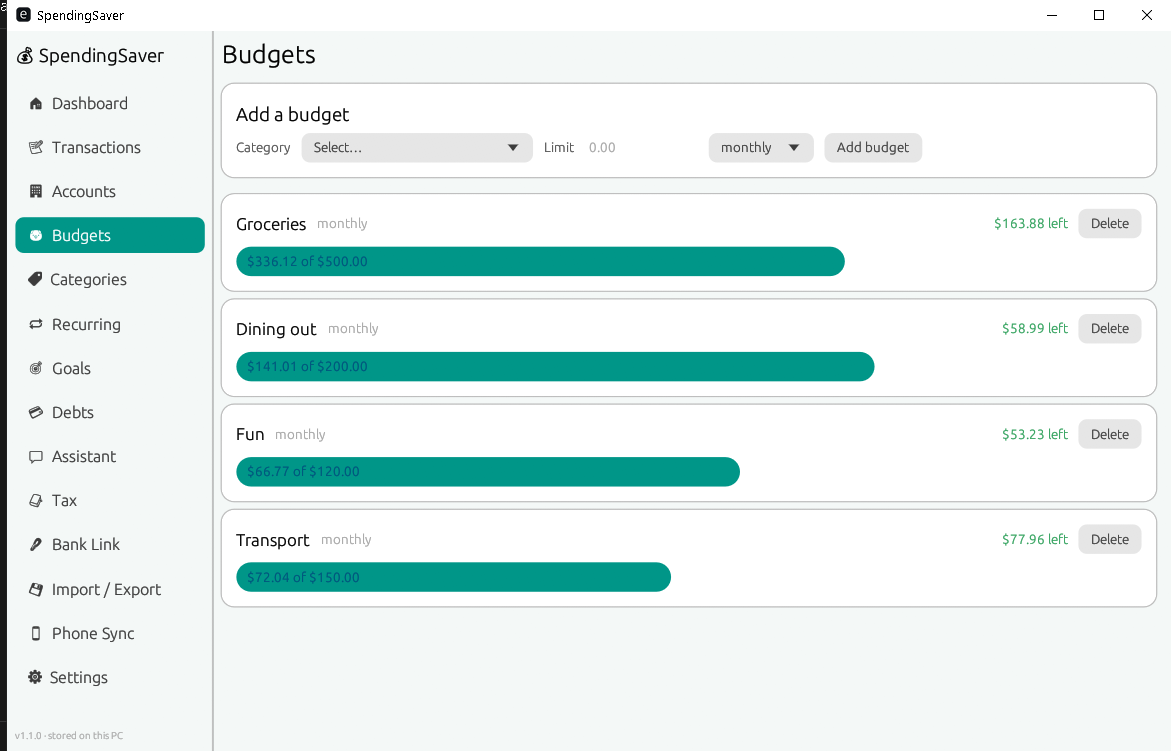 SpendingSaver
SpendingSaver
Dashboard
Transactions
Accounts
Budgets
Categories
Recurring
Goals
Debts
Assistant
Tax
Bank Link
Import / Export
Phone Sync
Settings
v1.1.0 · stored on this PC
Budgets
Add a budget
Category Select... Limit 0.00 monthly Add budget
Groceries monthly $163.88 left Delete
$336.12 of $500.00
Dining out monthly $58.99 left Delete
$141.01 of $200.00
Fun monthly $53.23 left Delete
$66.77 of $120.00
Transport monthly $77.96 left Delete
$72.04 of $150.00